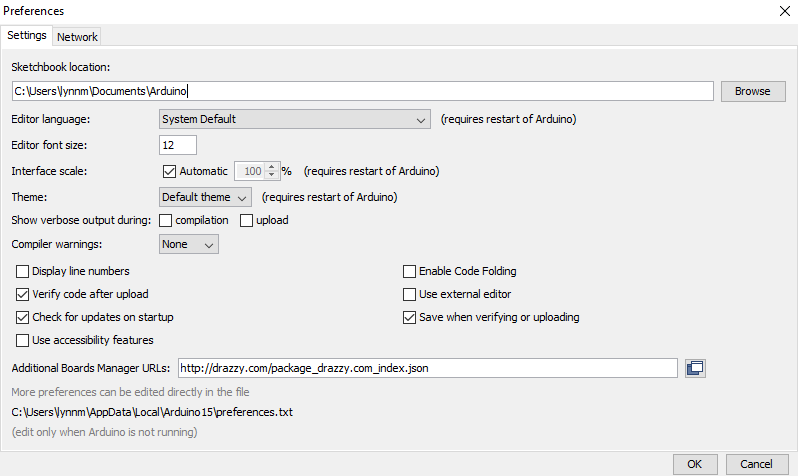 Preferences
Settings Network
Sketchbook location:
C:\Users\lynnm\Documents\Arduino Browse
Editor language: System Default (requires restart of Arduino)
Editor font size: 12
Interface scale: Automatic 100 % (requires restart of Arduino)
Theme: Default theme (requires restart of Arduino)
Show verbose output during: compilation upload
Compiler warnings: None
Display line numbers Enable Code Folding
Verify code after upload Use external editor
Check for updates on startup Save when verifying or uploading
Use accessibility features
Additional Boards Manager URLs: http://drazzy.com/package_drazzy.com_index.json
More preferences can be edited directly in the file
C:\Users\lynnm\AppData\Local\Arduino15\preferences.txt
(edit only when Arduino is not running)
OK Cancel